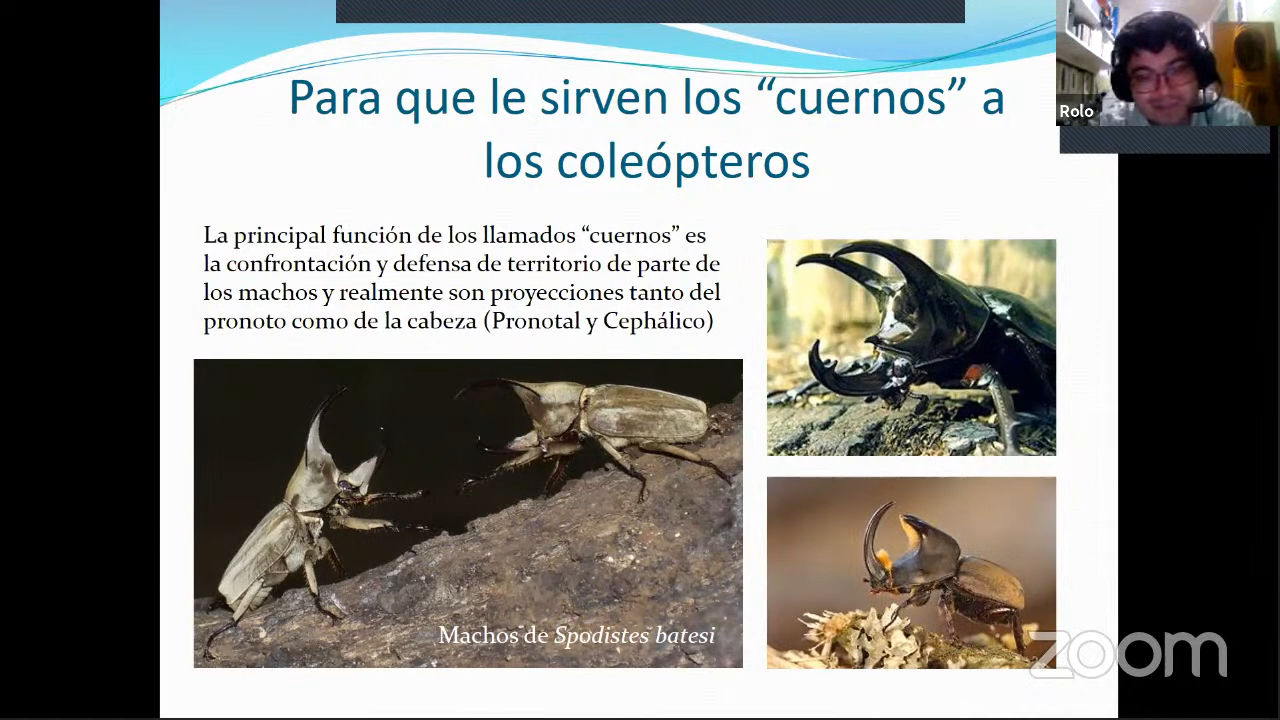 Para que le sirven los “cuernos” a
los coleópteros
Rolo
La principal función de los llamados “cuernos” es
la confrontación y defensa de territorio de parte de
los machos y realmente son proyecciones tanto del
pronoto como de la cabeza (Pronotal y Cephálico)
Machos de Spodistes batesi
zoom